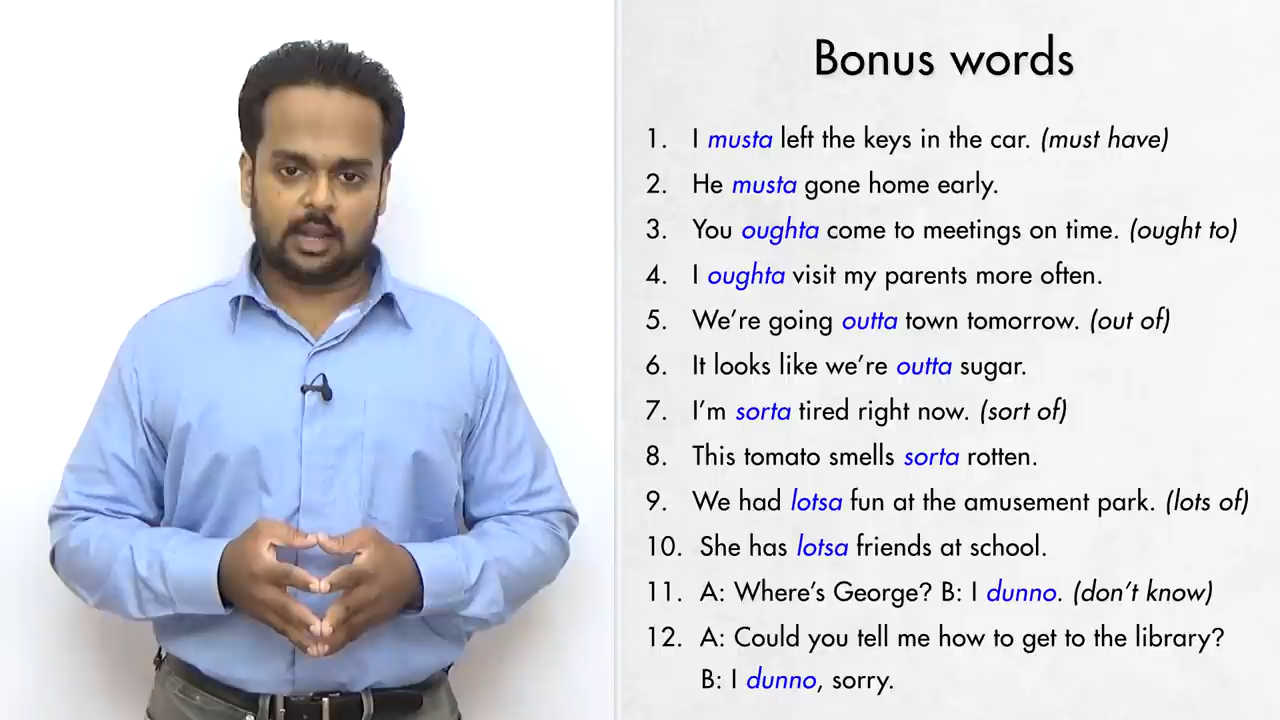 Bonus words
1. I musta left the keys in the car. (must have)
2. He musta gone home early.
3. You oughta come to meetings on time. (ought to)
4. I oughta visit my parents more often.
5. We’re going outta town tomorrow. (out of)
6. It looks like we’re outta sugar.
7. I’m sorta tired right now. (sort of)
8. This tomato smells sorta rotten.
9. We had lotsa fun at the amusement park. (lots of)
10. She has lotsa friends at school.
11. A: Where’s George? B: I dunno. (don’t know)
12. A: Could you tell me how to get to the library?
B: I dunno, sorry.